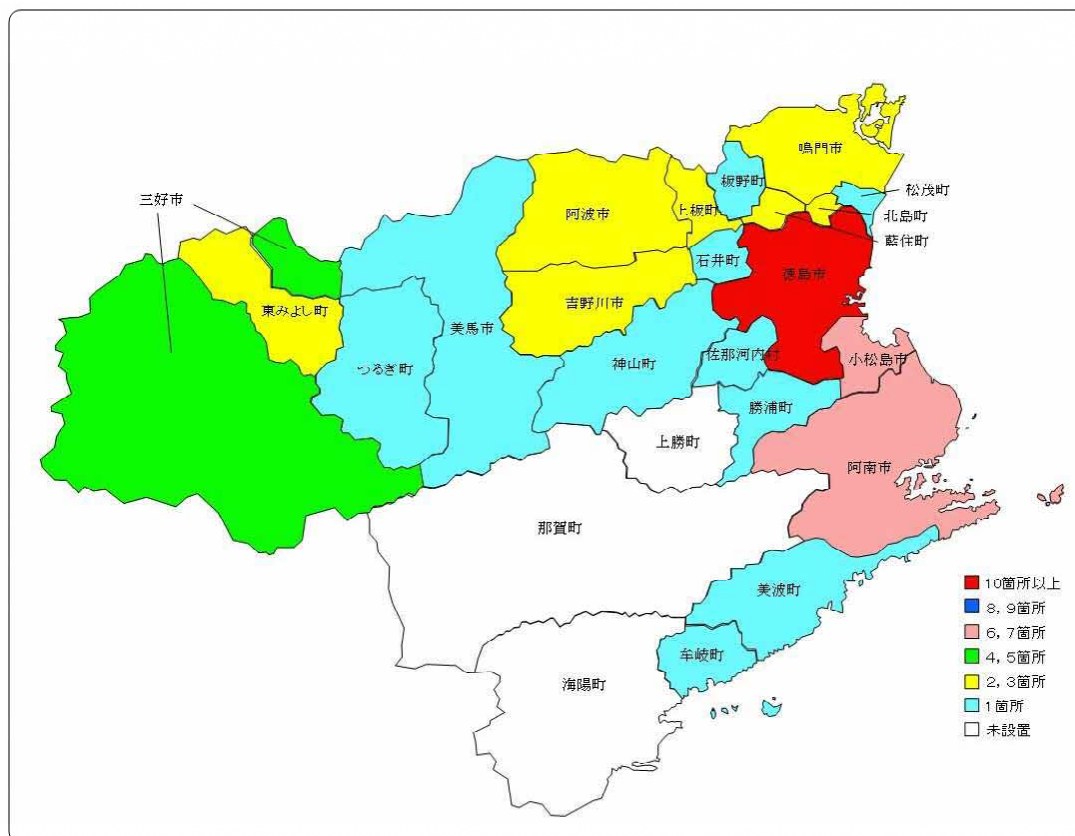 鳴門市
板野町
松茂町
三好市
上板町
北島町
阿波市
藍住町
石井町
徳島市
吉野川市
東みよし町
美馬市
小松島市
佐那河内村
神山町
つるぎ町
勝浦町
上勝町
阿南市
那賀町
10箇所以上
美波町
8, 9箇所
6, 7箇所
牟岐町
4, 5箇所
海陽町
2, 3箇所
1箇所
未設置